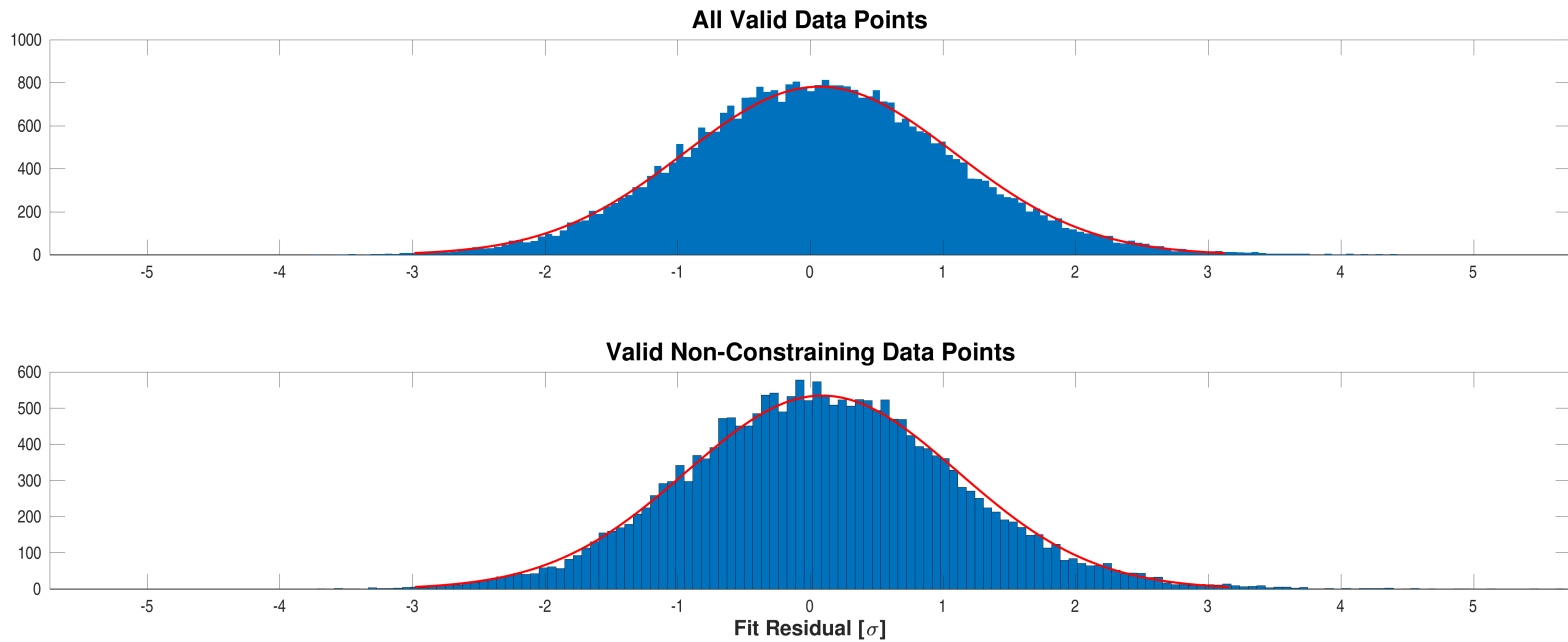 All Valid Data Points
1000
800
600
400
200
0
-5 -4 -3 -2 -1 0 1 2 3 4 5
Valid Non-Constraining Data Points
600
500
400
300
200
100
0
-5 -4 -3 -2 -1 0 1 2 3 4 5
Fit Residual [σ]